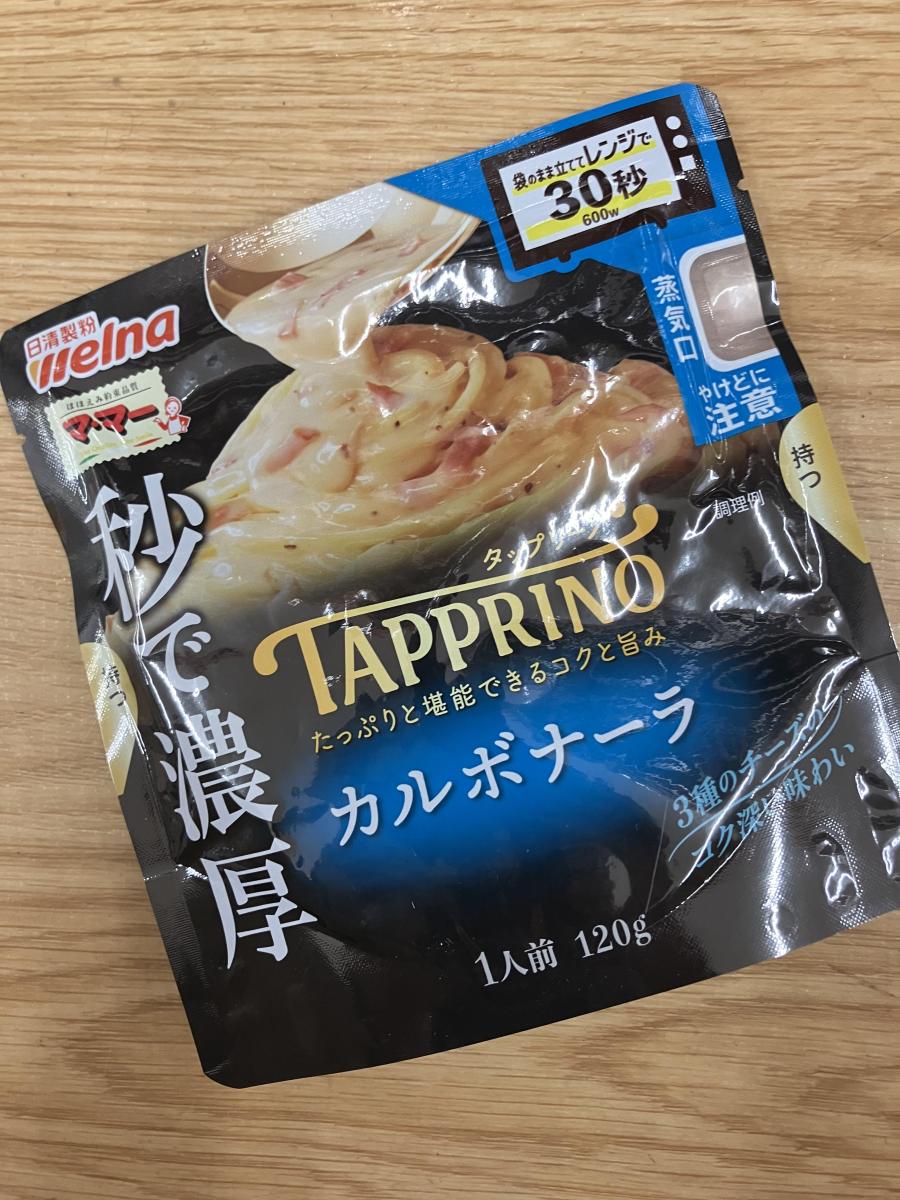 袋のまま立ててレンジで
30秒
600w
蒸気口
やけどに
注意
持つ
日清製粉
Welna
ほほえみ約束品質
マ・マー
秒で濃厚
調理例
タップ
TAPPRINO
たっぷりと堪能できるコクと旨み
カルボナーラ
3種のチーズの
コク深い味わい
持つ
1人前 120g